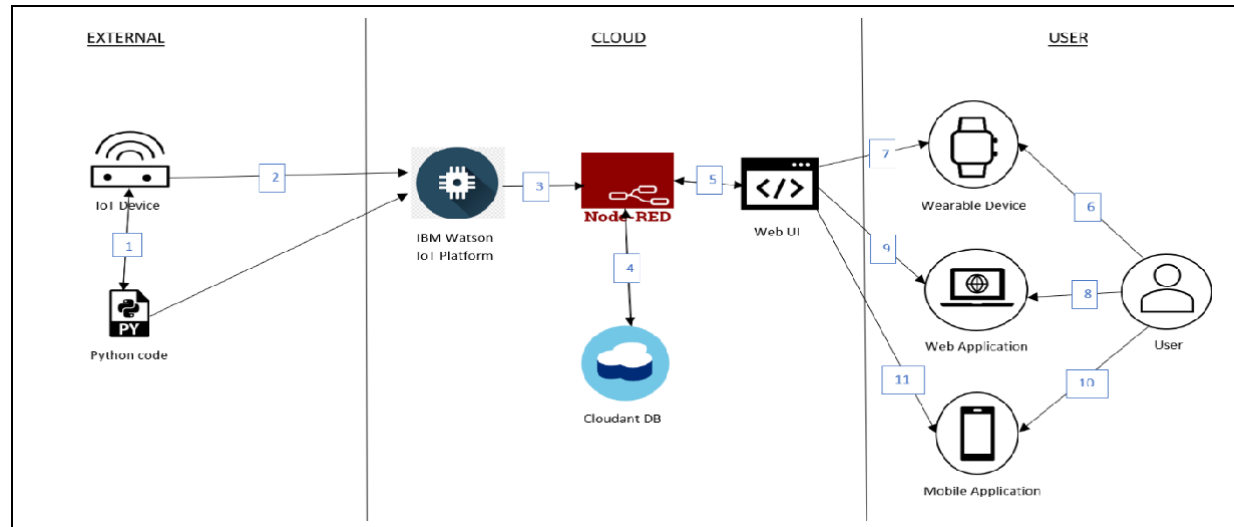 EXTERNAL
CLOUD
USER
2
IoT Device
1
PY
Python code
IBM Watson
IoT Platform
3
Node-RED
4
Cloudant DB
5
</>
Web UI
7
Wearable Device
6
9
Web Application
8
User
11
10
Mobile Application